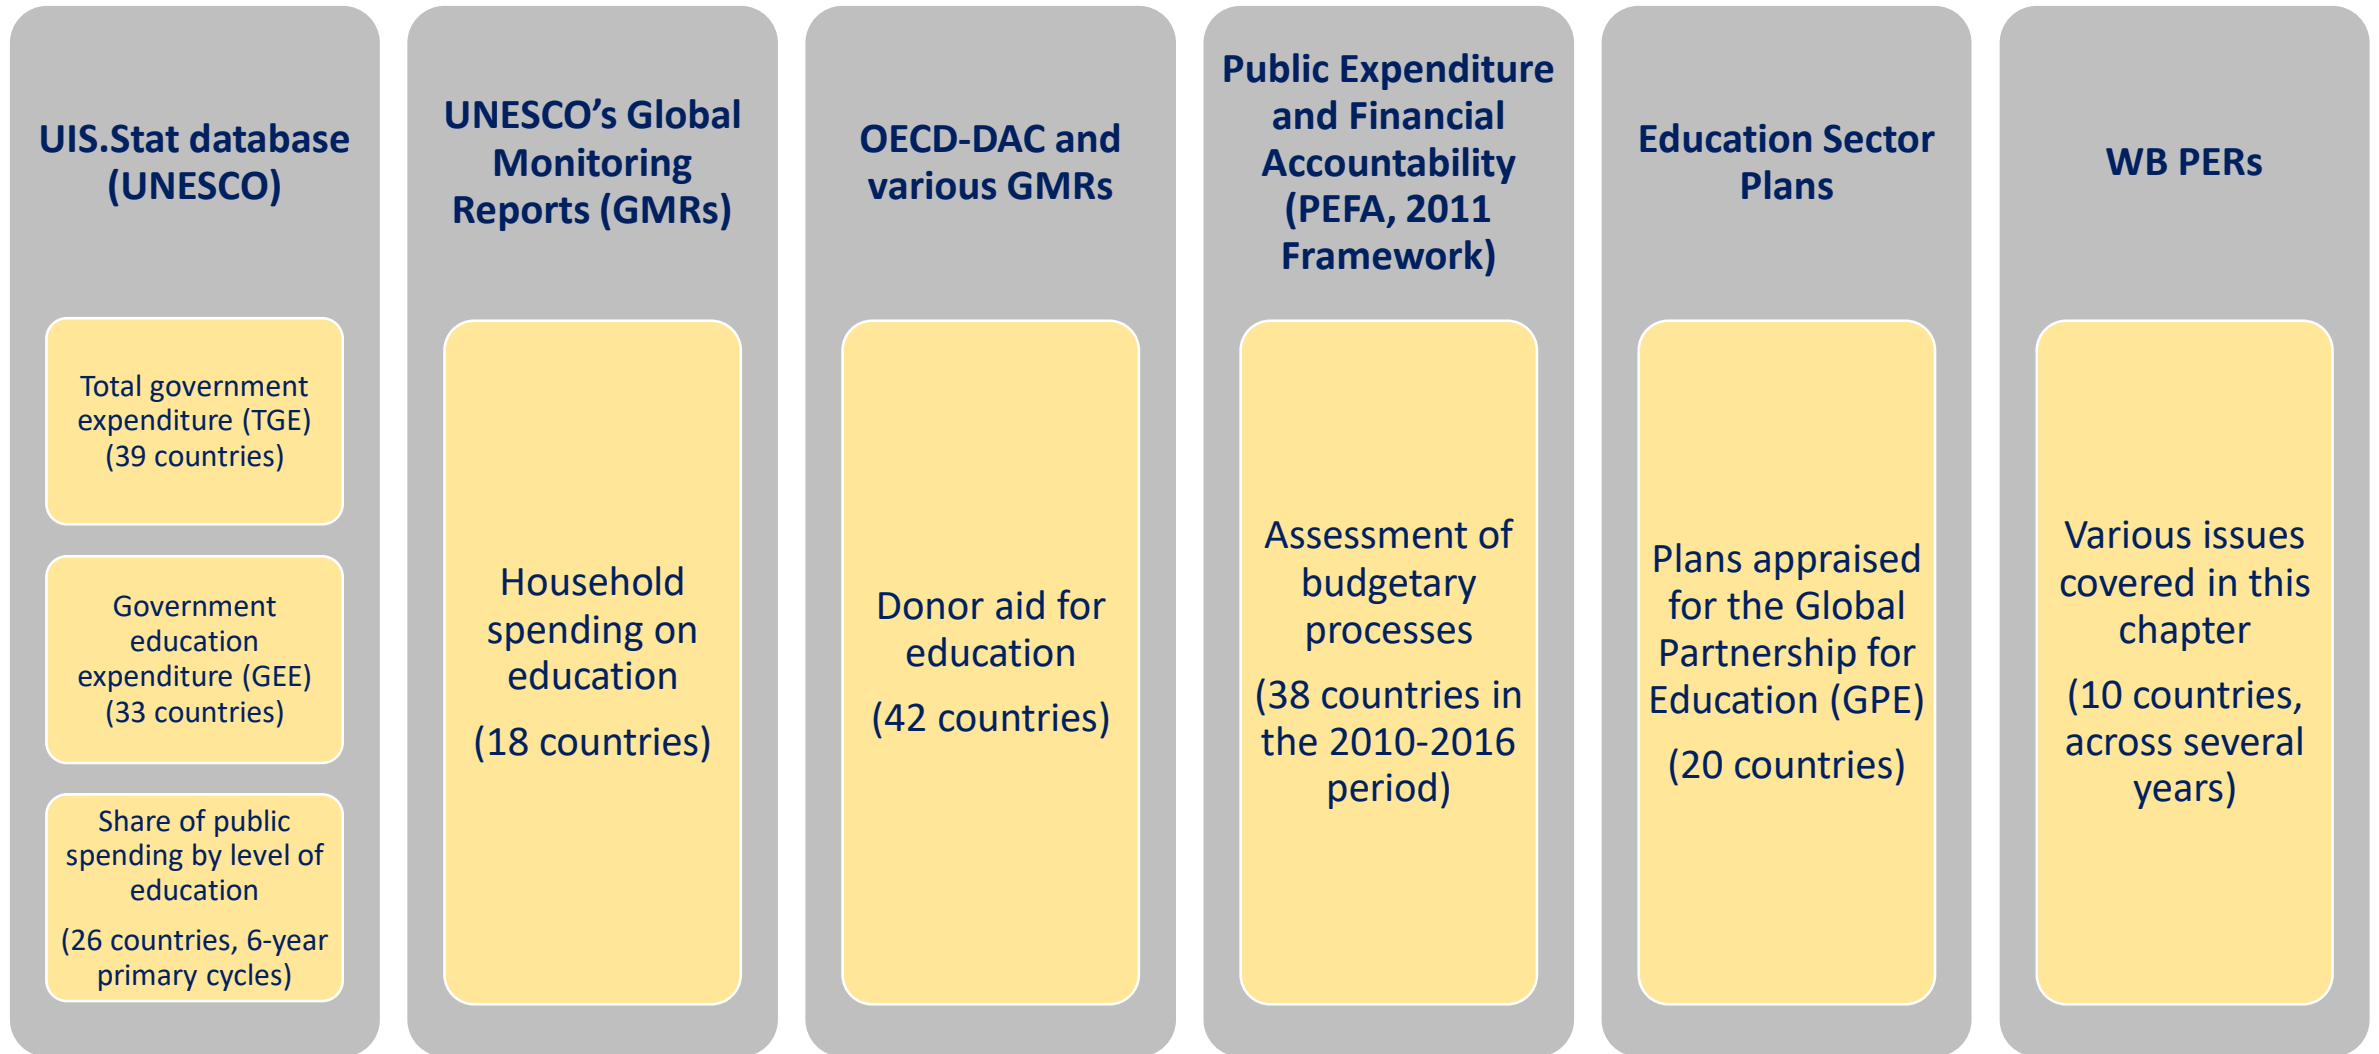 UIS.Stat database
(UNESCO)
Total government
expenditure (TGE)
(39 countries)
Government
education
expenditure (GEE)
(33 countries)
Share of public
spending by level of
education
(26 countries, 6-year
primary cycles)
UNESCO’s Global
Monitoring
Reports (GMRs)
Household
spending on
education
(18 countries)
OECD-DAC and
various GMRs
Donor aid for
education
(42 countries)
Public Expenditure
and Financial
Accountability
(PEFA, 2011
Framework)
Assessment of
budgetary
processes
(38 countries in
the 2010-2016
period)
Education Sector
Plans
Plans appraised
for the Global
Partnership for
Education (GPE)
(20 countries)
WB PERs
Various issues
covered in this
chapter
(10 countries,
across several
years)